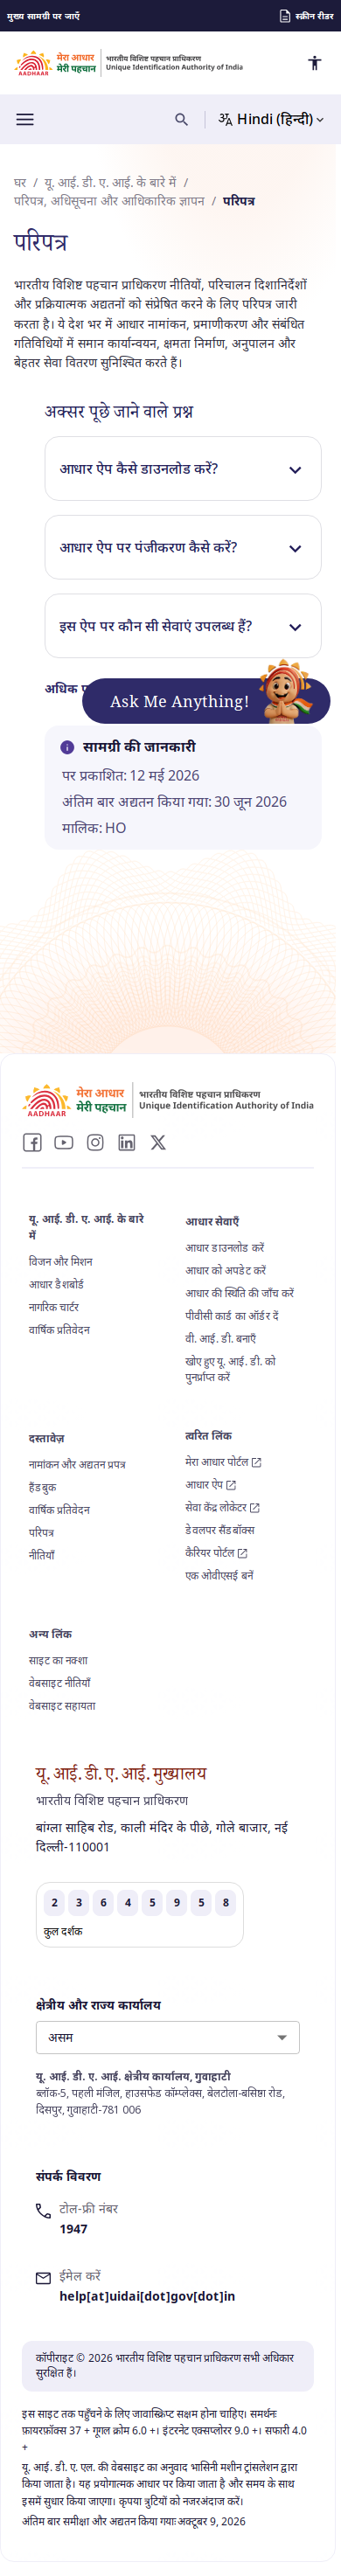 मुख्य सामग्री पर जाएँ
स्क्रीन रीडर
AADHAAR
मेरा आधार
मेरी पहचान
भारतीय विशिष्ट पहचान प्राधिकरण
Unique Identification Authority of India
Hindi (हिन्दी)
घर / यू. आई. डी. ए. आई. के बारे में /
परिपत्र, अधिसूचना और आधिकारिक ज्ञापन / परिपत्र
परिपत्र
भारतीय विशिष्ट पहचान प्राधिकरण नीतियों, परिचालन दिशानिर्देशों
और प्रक्रियात्मक अद्यतनों को संप्रेषित करने के लिए परिपत्र जारी
करता है। ये देश भर में आधार नामांकन, प्रमाणीकरण और संबंधित
गतिविधियों में समान कार्यान्वयन, क्षमता निर्माण, अनुपालन और
बेहतर सेवा वितरण सुनिश्चित करते हैं।
अक्सर पूछे जाने वाले प्रश्न
आधार ऐप कैसे डाउनलोड करें?
आधार ऐप पर पंजीकरण कैसे करें?
इस ऐप पर कौन सी सेवाएं उपलब्ध हैं?
अधिक
Ask Me Anything!
सामग्री की जानकारी
पर प्रकाशित: 12 मई 2026
अंतिम बार अद्यतन किया गया: 30 जून 2026
मालिक: HO
AADHAAR
मेरा आधार
मेरी पहचान
भारतीय विशिष्ट पहचान प्राधिकरण
Unique Identification Authority of India
यू. आई. डी. ए. आई. के बारे
में
विजन और मिशन
आधार डैशबोर्ड
नागरिक चार्टर
वार्षिक प्रतिवेदन
आधार सेवाएँ
आधार डाउनलोड करें
आधार को अपडेट करें
आधार की स्थिति की जाँच करें
पीवीसी कार्ड का ऑर्डर दें
वी. आई. डी. बनाएँ
खोए हुए यू. आई. डी. को
पुनर्प्राप्त करें
दस्तावेज़
नामांकन और अद्यतन प्रपत्र
हैंडबुक
वार्षिक प्रतिवेदन
परिपत्र
नीतियाँ
त्वरित लिंक
मेरा आधार पोर्टल
आधार ऐप
सेवा केंद्र लोकेटर
डेवलपर सैंडबॉक्स
कैरियर पोर्टल
एक ओवीएसई बनें
अन्य लिंक
साइट का नक्शा
वेबसाइट नीतियाँ
वेबसाइट सहायता
यू. आई. डी. ए. आई. मुख्यालय
भारतीय विशिष्ट पहचान प्राधिकरण
बांग्ला साहिब रोड, काली मंदिर के पीछे, गोले बाजार, नई
दिल्ली-110001
2 3 6 4 5 9 5 8
कुल दर्शक
क्षेत्रीय और राज्य कार्यालय
असम
यू. आई. डी. ए. आई. क्षेत्रीय कार्यालय, गुवाहाटी
ब्लॉक-5, पहली मंजिल, हाउसफेड कॉम्प्लेक्स, बेलटोला-बसिष्ठा रोड,
दिसपुर, गुवाहाटी-781 006
संपर्क विवरण
टोल-फ्री नंबर
1947
ईमेल करें
help[at]uidai[dot]gov[dot]in
कॉपीराइट © 2026 भारतीय विशिष्ट पहचान प्राधिकरण सभी अधिकार
सुरक्षित हैं।
इस साइट तक पहुँचने के लिए जावास्क्रिप्ट सक्षम होना चाहिए। समर्थनः
फ़ायरफ़ॉक्स 37 + गूगल क्रोम 6.0 +। इंटरनेट एक्सप्लोरर 9.0 +। सफारी 4.0
+
यू. आई. डी. ए. एल. की वेबसाइट का अनुवाद भासिनी मशीन ट्रांसलेशन द्वारा
किया जाता है। यह प्रयोगात्मक आधार पर किया जाता है और समय के साथ
इसमें सुधार किया जाएगा। कृपया त्रुटियों को नजरअंदाज करें।
अंतिम बार समीक्षा और अद्यतन किया गयाः अक्टूबर 9, 2026